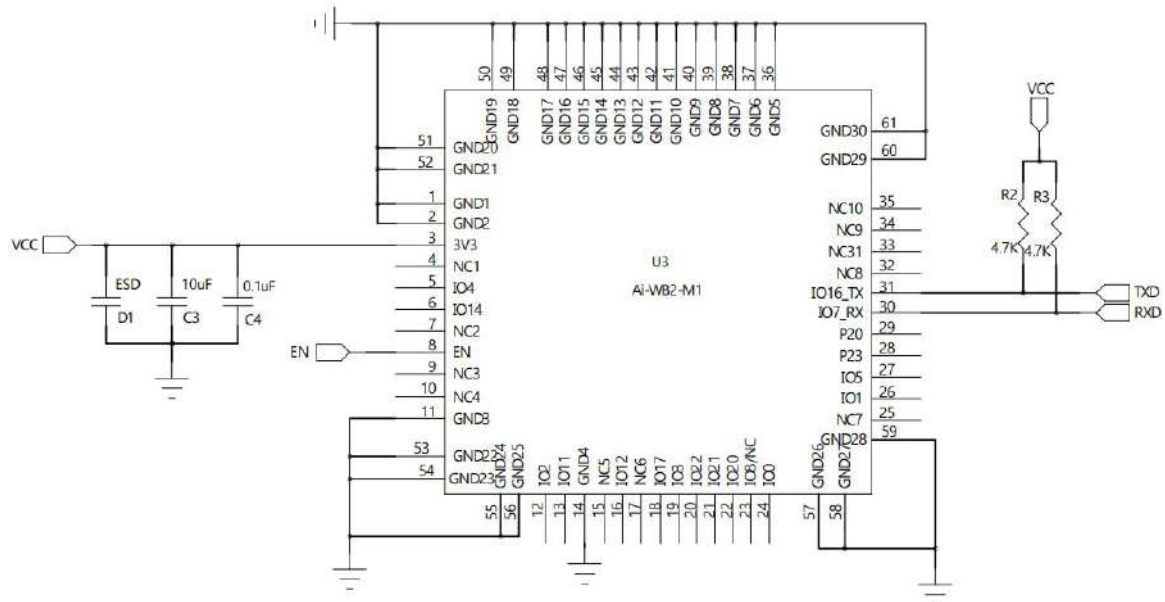 50 49 48 47 46 45 44 43 42 41 40 39 38 37 36
GND19 GND18 GND17 GND16 GND15 GND14 GND13 GND12 GND11 GND10 GND9 GND8 GND7 GND6 GND5
51 GND20
52 GND21
1 GND1
2 GND2
VCC 3 3V3
4 NC1
5 IO4
6 IO14
7 NC2
EN 8 EN
9 NC3
10 NC4
11 GND3
53 GND22
54 GND23
ESD 10uF 0.1uF
D1 C3 C4
U3
Ai-WB2-M1
GND30 61
GND29 60
NC10 35
NC9 34
NC31 33
NC8 32
IO16_TX 31 TXD
IO7_RX 30 RXD
P20 29
P23 28
IO5 27
IO1 26
NC7 25
GND28 59
VCC
R2 R3
4.7K 4.7K
GND24 GND25 IO2 IO11 GND4 NC5 IO12 NC6 IO17 IO3 IO22 IO21 IO20 IO8/NC IO0 GND26 GND27
55 56 12 13 14 15 16 17 18 19 20 21 22 23 24 57 58